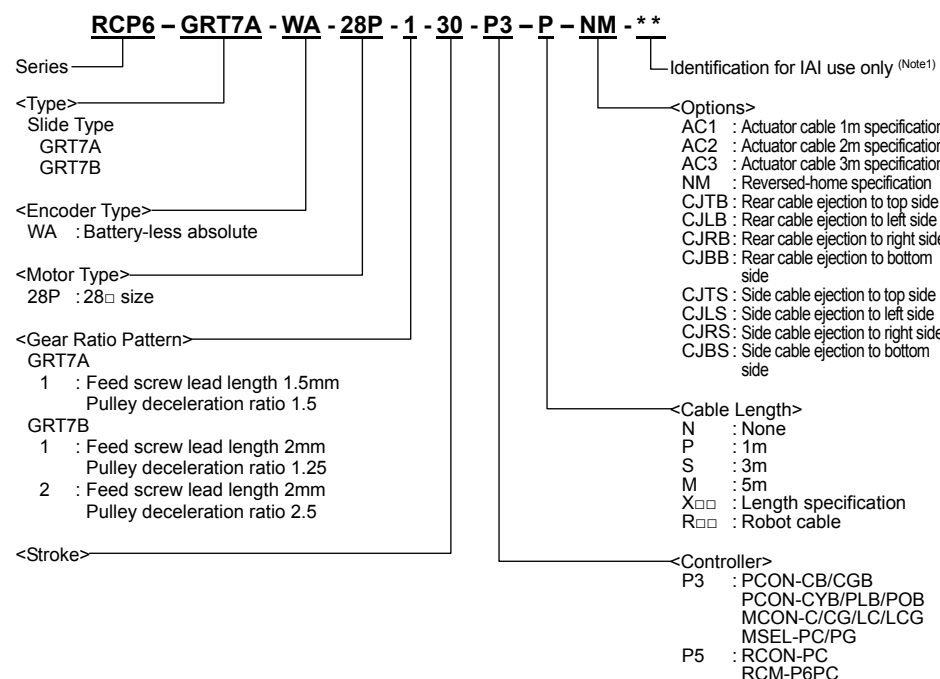 RCP6 – GRT7A - WA - 28P - 1 - 30 - P3 – P – NM - **
Series
<Type>
Slide Type
GRT7A
GRT7B
<Encoder Type>
WA : Battery-less absolute
<Motor Type>
28P : 28□ size
<Gear Ratio Pattern>
GRT7A
1 : Feed screw lead length 1.5mm
Pulley deceleration ratio 1.5
GRT7B
1 : Feed screw lead length 2mm
Pulley deceleration ratio 1.25
2 : Feed screw lead length 2mm
Pulley deceleration ratio 2.5
<Stroke>
Identification for IAI use only (Note1)
<Options>
AC1 : Actuator cable 1m specification
AC2 : Actuator cable 2m specification
AC3 : Actuator cable 3m specification
NM : Reversed-home specification
CJTB : Rear cable ejection to top side
CJLB : Rear cable ejection to left side
CJRB : Rear cable ejection to right side
CJBB : Rear cable ejection to bottom
side
CJTS : Side cable ejection to top side
CJLS : Side cable ejection to left side
CJRS : Side cable ejection to right side
CJBS : Side cable ejection to bottom
side
<Cable Length>
N : None
P : 1m
S : 3m
M : 5m
X□□ : Length specification
R□□ : Robot cable
<Controller>
P3 : PCON-CB/CGB
PCON-CYB/PLB/POB
MCON-C/CG/LC/LCG
MSEL-PC/PG
P5 : RCON-PC
RCM-P6PC